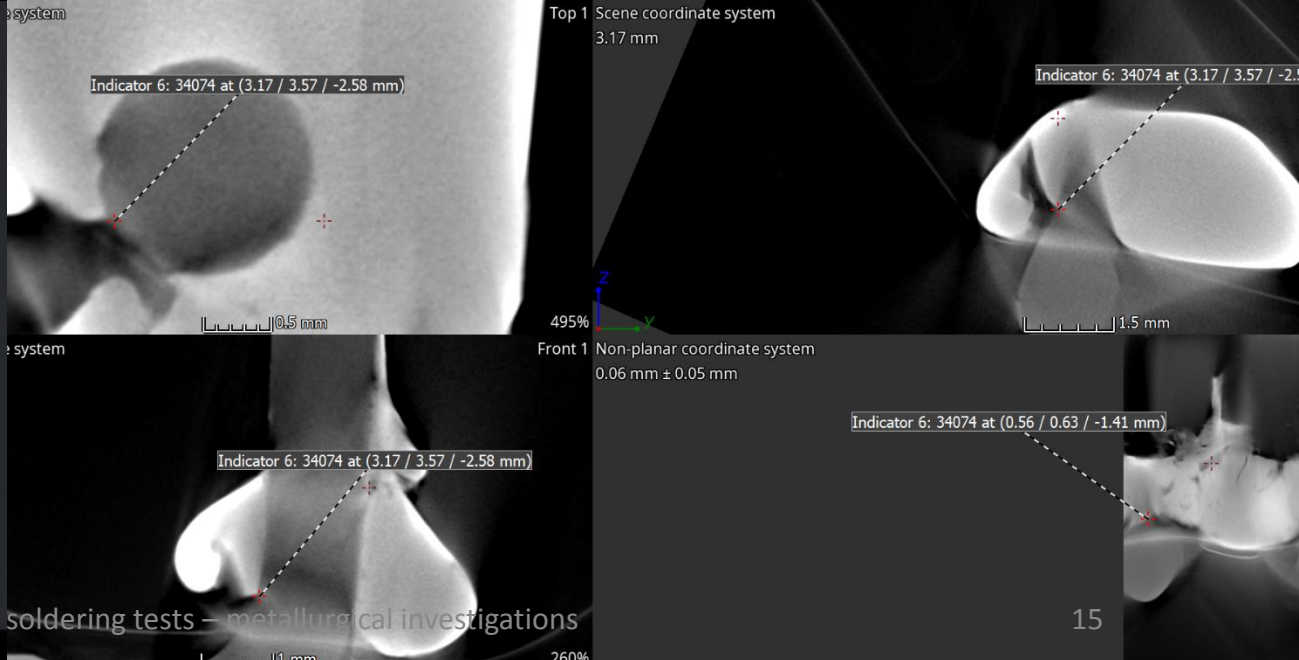 system
Top 1
Indicator 6: 34074 at (3.17 / 3.57 / -2.58 mm)
0.5 mm
495%
Scene coordinate system
3.17 mm
Indicator 6: 34074 at (3.17 / 3.57 / -2.5
Z
Y
1.5 mm
system
Front 1
Indicator 6: 34074 at (3.17 / 3.57 / -2.58 mm)
1 mm
260%
Non-planar coordinate system
0.06 mm ± 0.05 mm
Indicator 6: 34074 at (0.56 / 0.63 / -1.41 mm)
soldering tests – metallurgical investigations
15